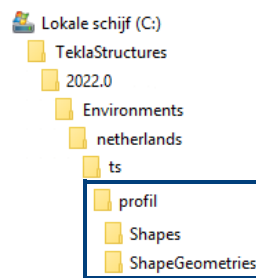 Lokale schijf (C:)
TeklaStructures
2022.0
Environments
netherlands
ts
profil
Shapes
ShapeGeometries